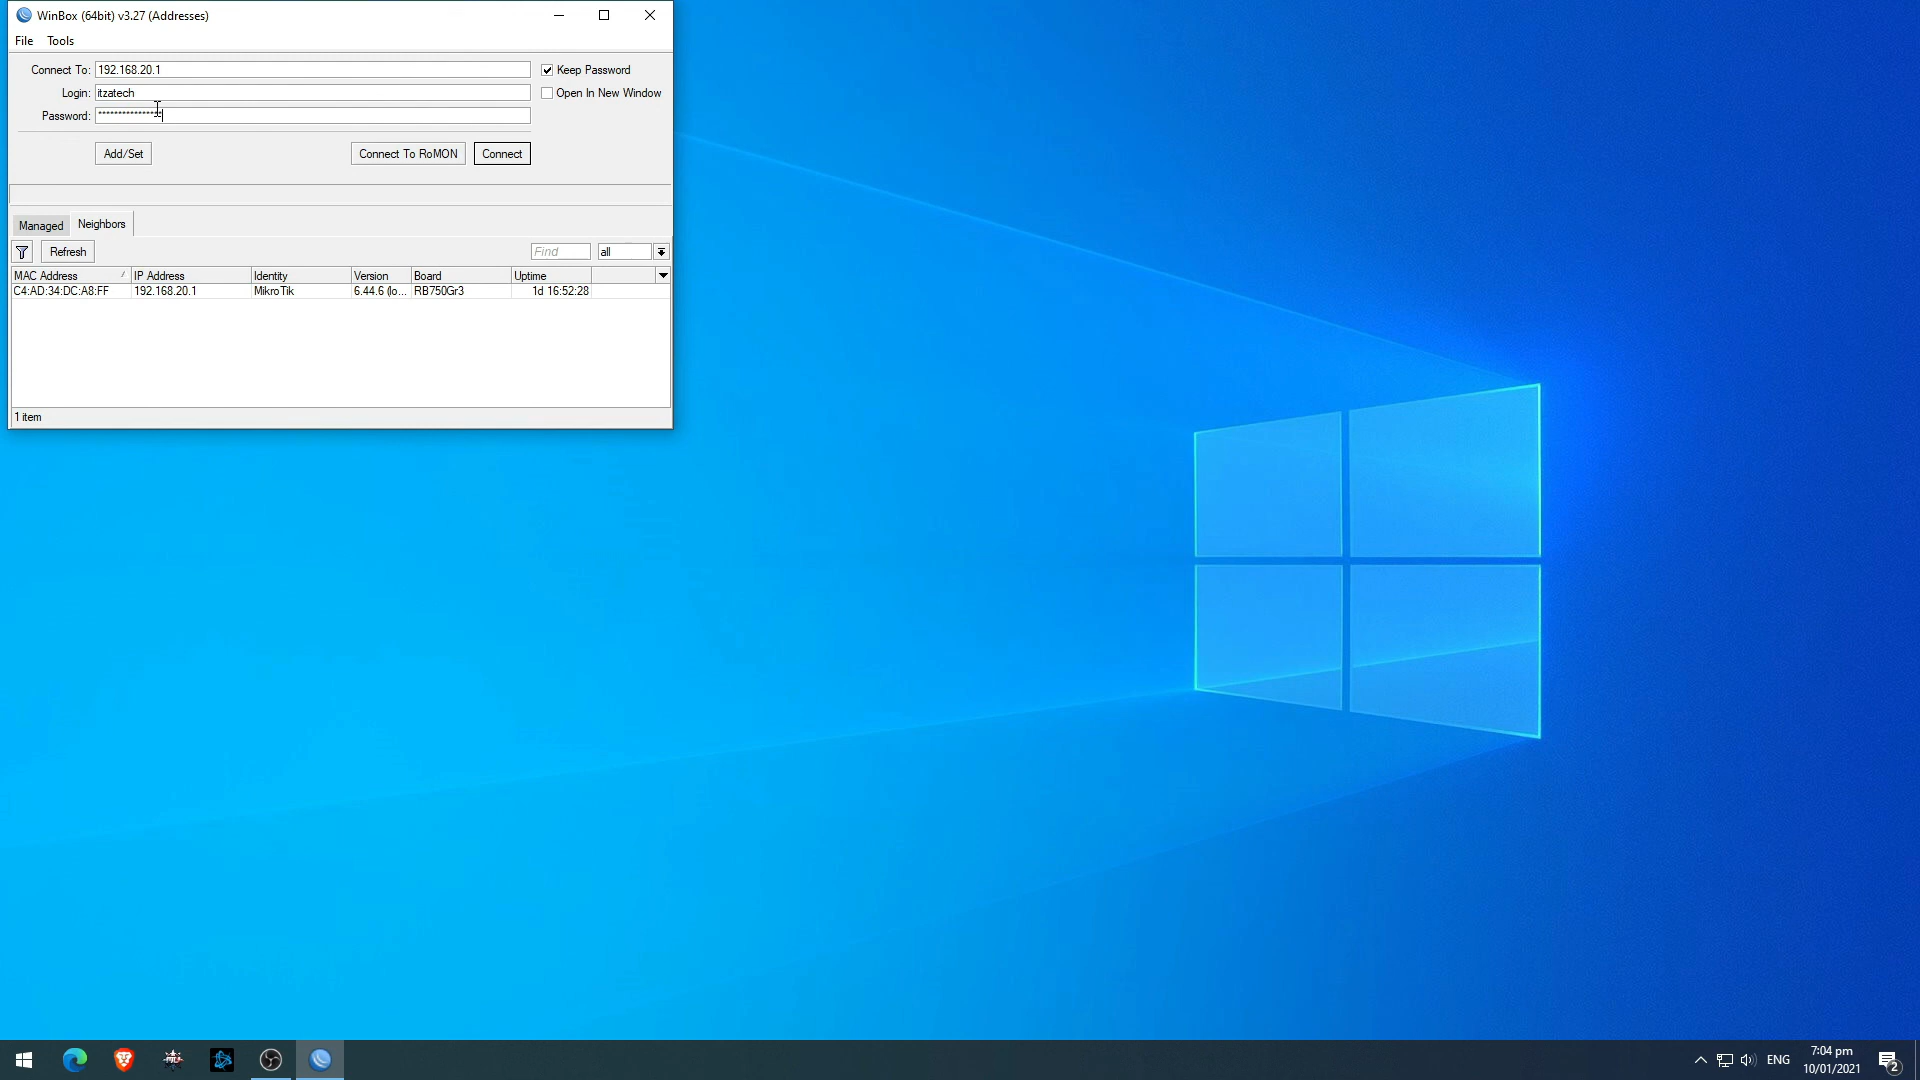 WinBox (64bit) v3.27 (Addresses)
File Tools
Connect To: 192.168.20.1 Keep Password
Login: itzatech Open In New Window
Password: ****************
Add/Set Connect To RoMON Connect
Managed Neighbors
Refresh Find all
MAC Address / IP Address Identity Version Board Uptime
C4:AD:34:DC:A8:FF 192.168.20.1 MikroTik 6.44.6 (lo... RB750Gr3 1d 16:52:28
1 item
ENG
7:04 pm
10/01/2021
2